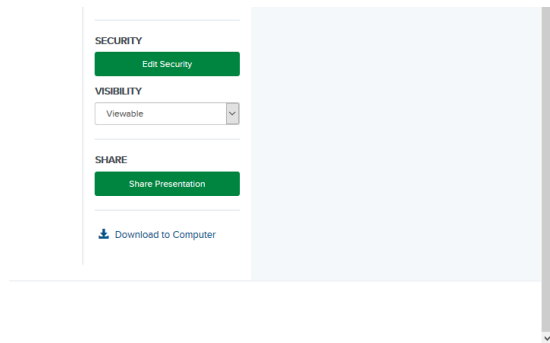 SECURITY
Edit Security
VISIBILITY
Viewable
SHARE
Share Presentation
Download to Computer